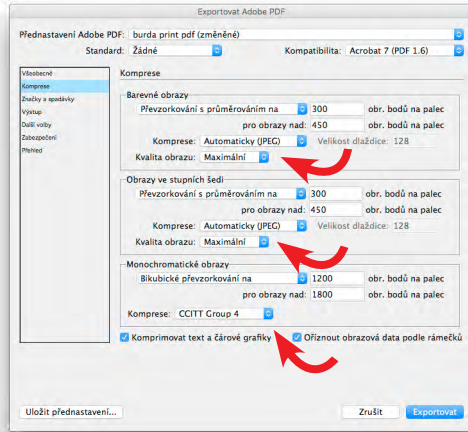 Exportovat Adobe PDF
Přednastavení Adobe PDF: burda print pdf (změněné)
Standard: Žádné Kompatibilita: Acrobat 7 (PDF 1.6)
Všeobecné
Komprese
Značky a spadávky
Výstup
Další volby
Zabezpečení
Přehled
Komprese
Barevné obrazy
Převzorkování s průměrováním na 300 obr. bodů na palec
pro obrazy nad: 450 obr. bodů na palec
Komprese: Automaticky (JPEG) Velikost dlaždice: 128
Kvalita obrazu: Maximální
Obrazy ve stupních šedi
Převzorkování s průměrováním na 300 obr. bodů na palec
pro obrazy nad: 450 obr. bodů na palec
Komprese: Automaticky (JPEG) Velikost dlaždice: 128
Kvalita obrazu: Maximální
Monochromatické obrazy
Bikubické převzorkování na 1200 obr. bodů na palec
pro obrazy nad: 1800 obr. bodů na palec
Komprese: CCITT Group 4
Komprimovat text a čárové grafiky Oříznout obrazová data podle rámečků
Uložit přednastavení... Zrušit Exportovat